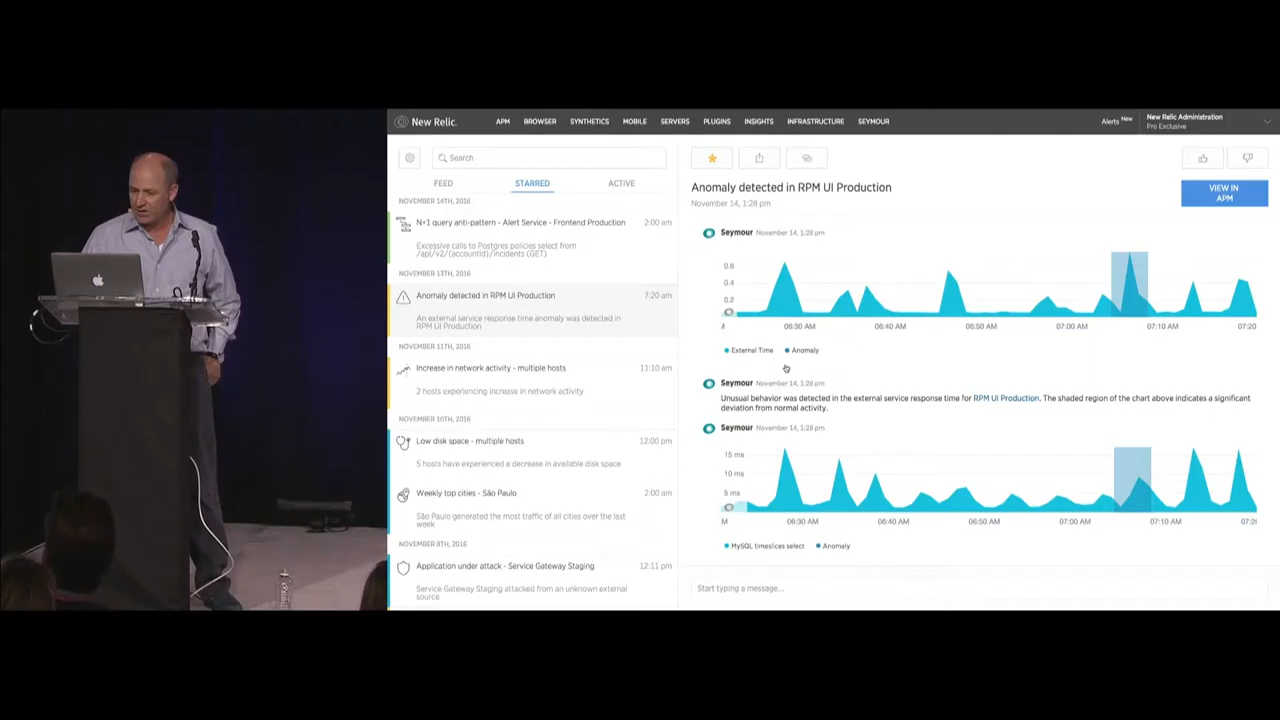 New Relic.
APM
BROWSER
SYNTHETICS
MOBILE
SERVERS
PLUGINS
INSIGHTS
INFRASTRUCTURE
SEYMOUR
Alerts New
New Relic Administration
Pro Exclusive
Search
FEED
STARRED
ACTIVE
NOVEMBER 14TH, 2016
N+1 query anti-pattern - Alert Service - Frontend Production
2:00 am
Excessive calls to Postgres policies select from
/api/v2/{accountId}/incidents (GET)
NOVEMBER 13TH, 2016
Anomaly detected in RPM UI Production
7:20 am
An external service response time anomaly was detected in
RPM UI Production
NOVEMBER 11TH, 2016
Increase in network activity - multiple hosts
11:10 am
2 hosts experiencing increase in network activity
NOVEMBER 10TH, 2016
Low disk space - multiple hosts
12:00 pm
5 hosts have experienced a decrease in available disk space
Weekly top cities - São Paulo
2:00 am
São Paulo generated the most traffic of all cities over the last
week
NOVEMBER 8TH, 2016
Application under attack - Service Gateway Staging
12:11 pm
Service Gateway Staging attacked from an unknown external
source
Anomaly detected in RPM UI Production
November 14, 1:28 pm
VIEW IN
APM
Seymour November 14, 1:28 pm
0.6
0.4
0.2
06:30 AM
06:40 AM
06:50 AM
07:00 AM
07:10 AM
07:20
External Time
Anomaly
Seymour November 14, 1:28 pm
Unusual behavior was detected in the external service response time for RPM UI Production. The shaded region of the chart above indicates a significant
deviation from normal activity.
Seymour November 14, 1:28 pm
15 ms
10 ms
5 ms
M
06:30 AM
06:40 AM
06:50 AM
07:00 AM
07:10 AM
07:2
MySQL timeslices select
Anomaly
Start typing a message...